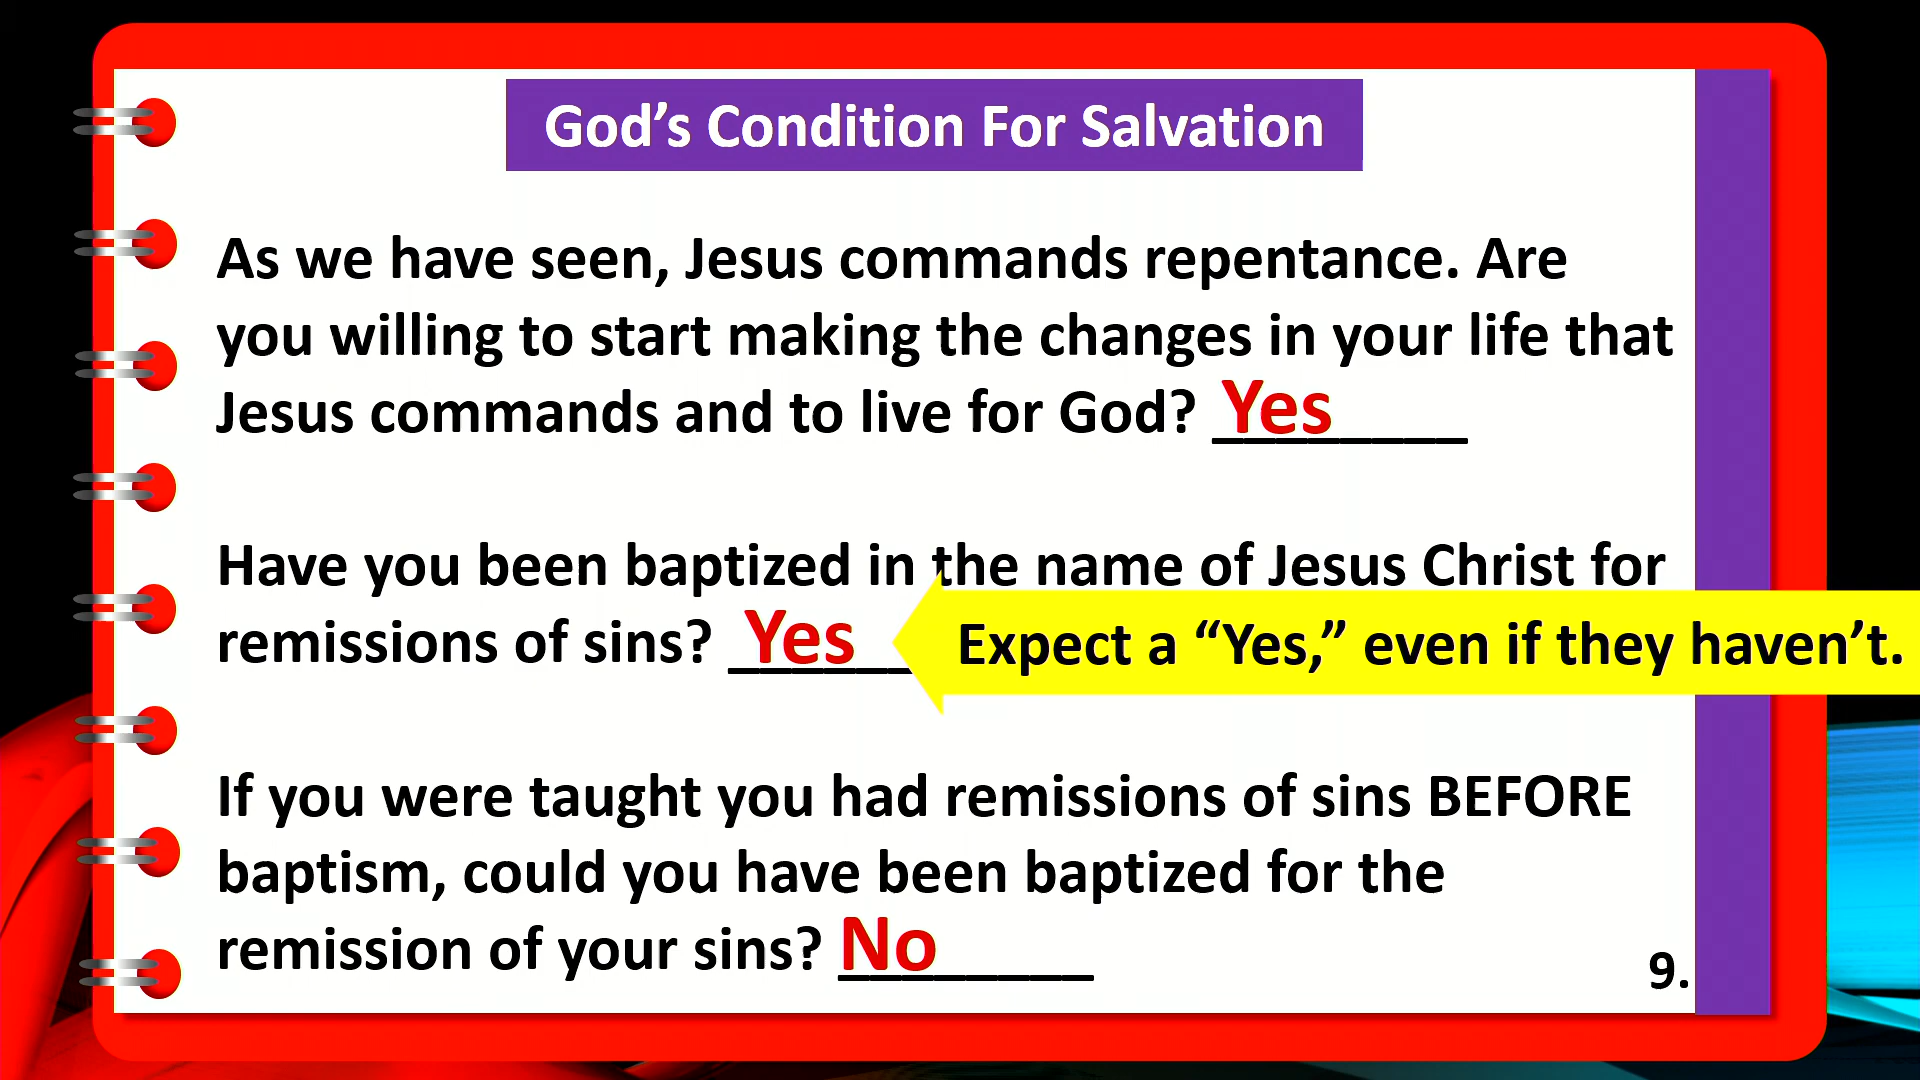 God’s Condition For Salvation
As we have seen, Jesus commands repentance. Are
you willing to start making the changes in your life that
Jesus commands and to live for God? Yes
Have you been baptized in the name of Jesus Christ for
remissions of sins? Yes
Expect a “Yes,” even if they haven’t.
If you were taught you had remissions of sins BEFORE
baptism, could you have been baptized for the
remission of your sins? No
9.